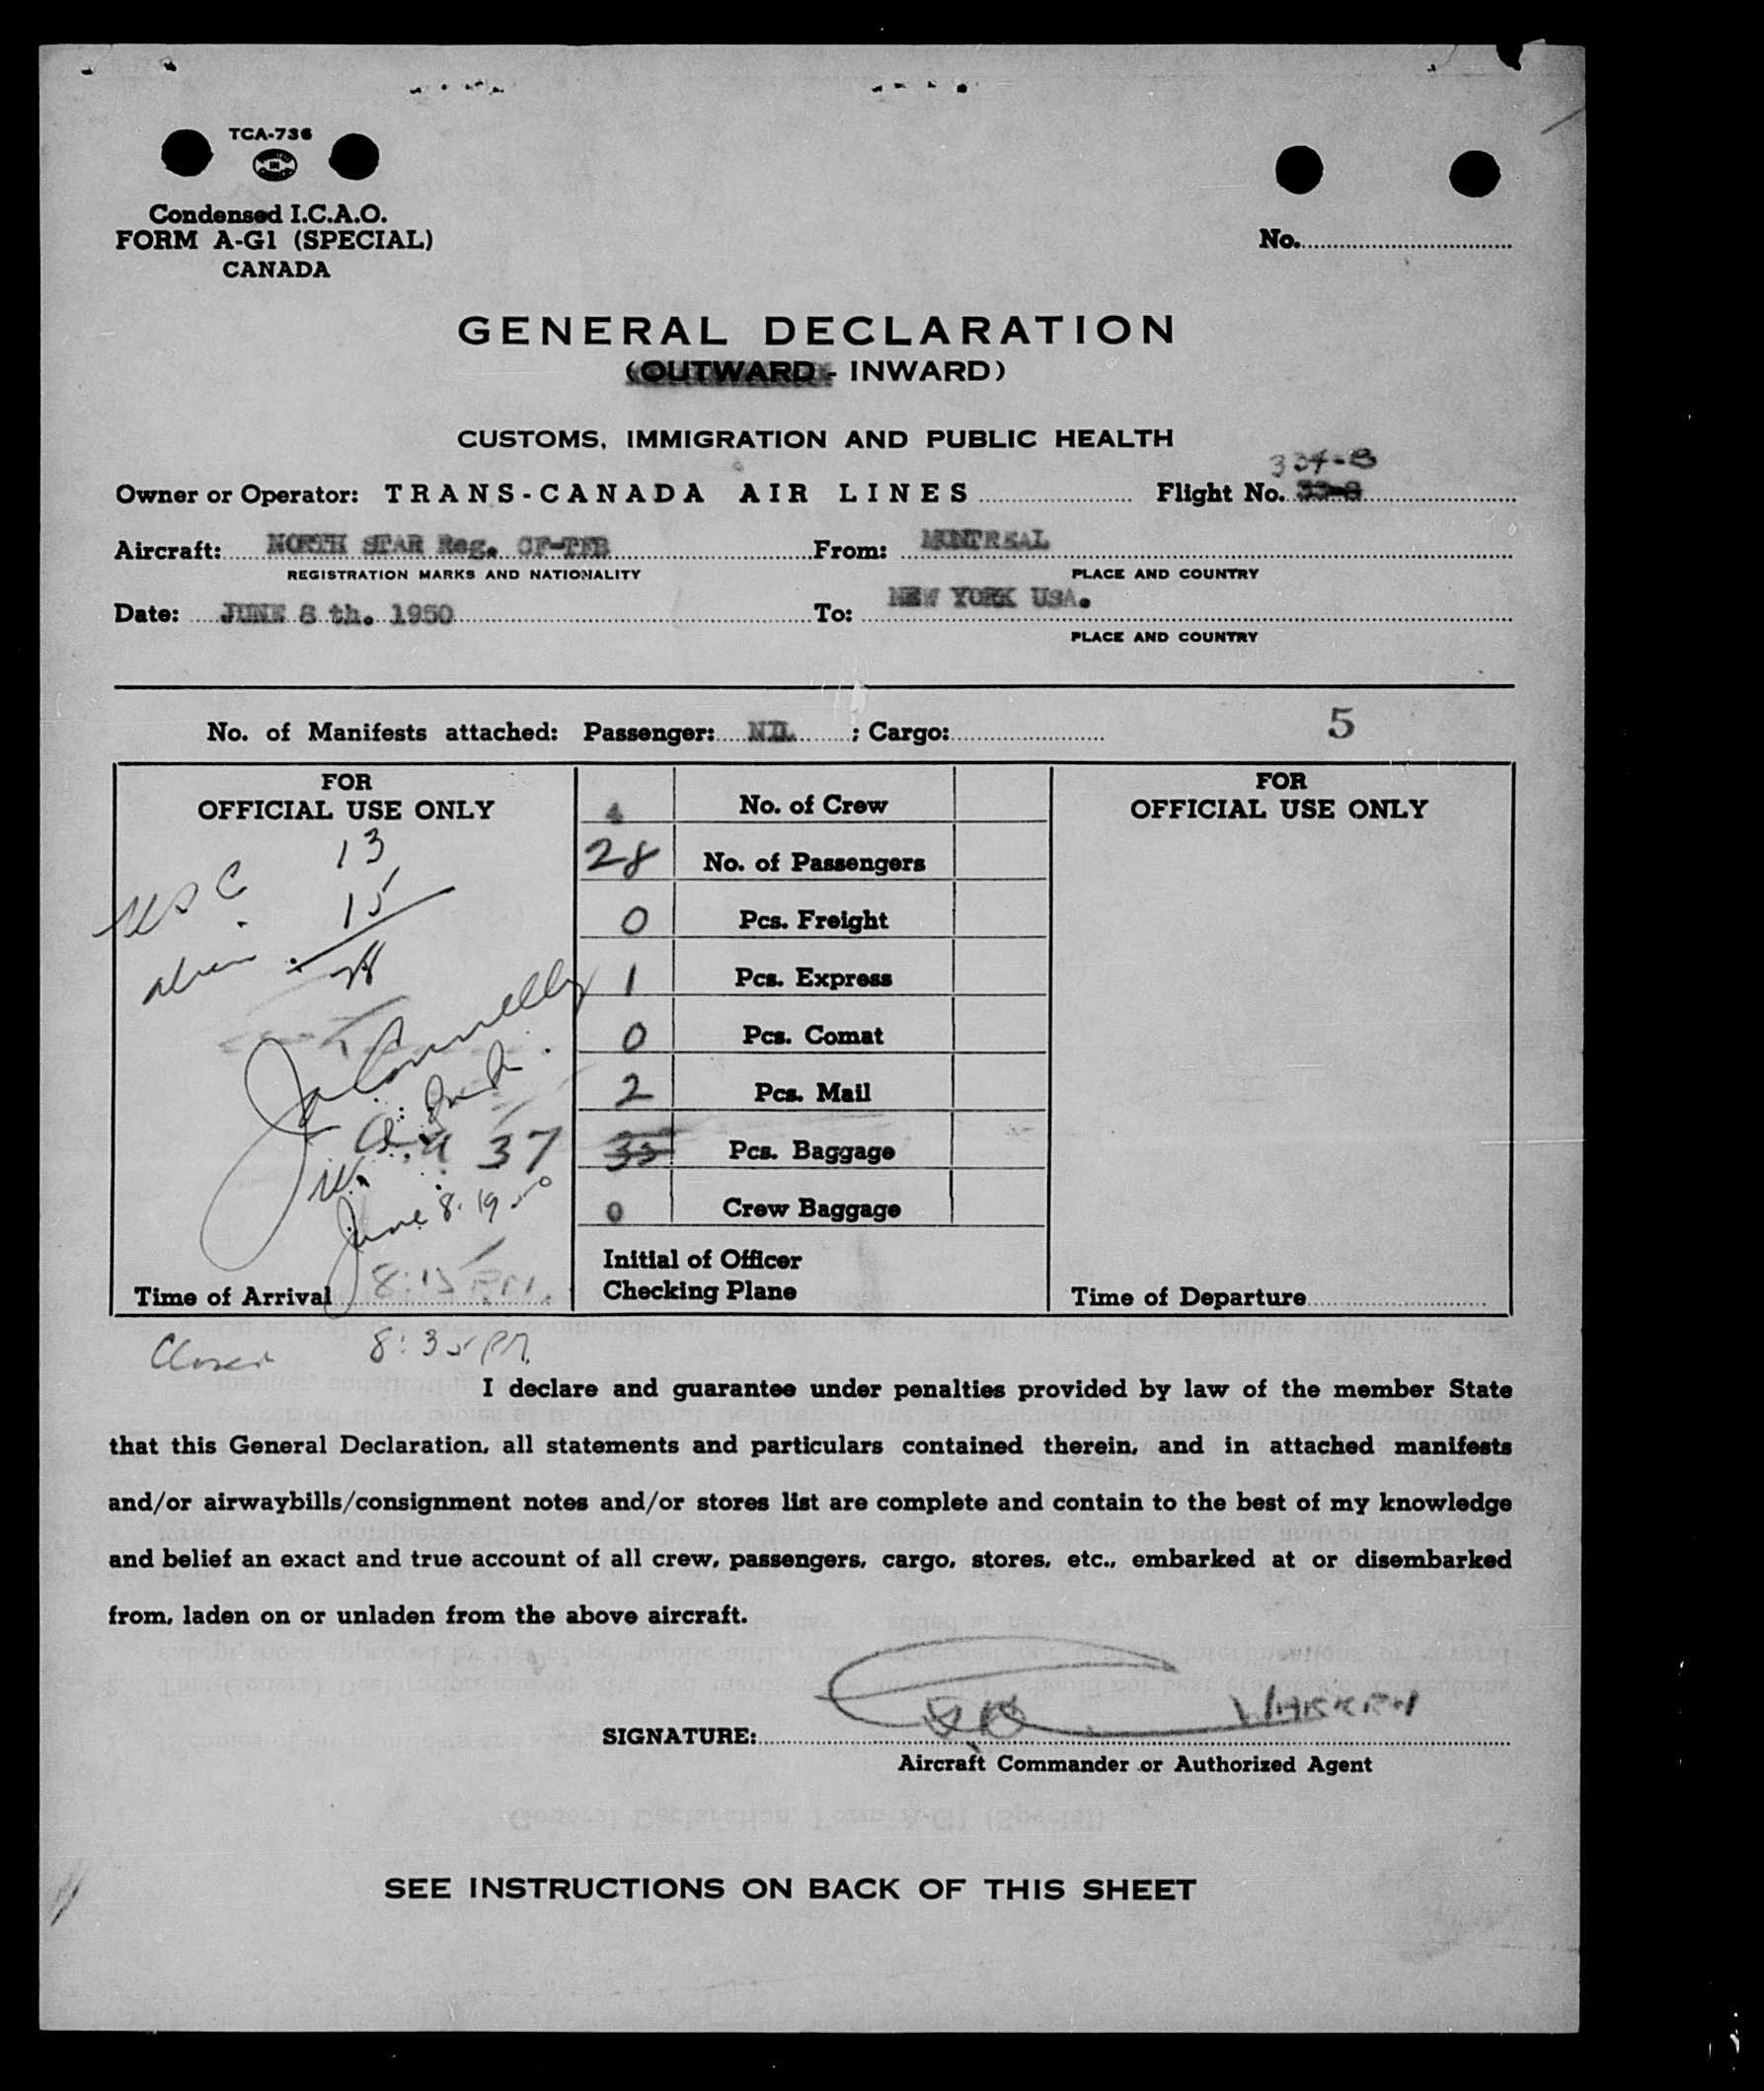 TCA-736
Condensed I.C.A.O.
FORM A-G1 (SPECIAL)
CANADA
No.
GENERAL DECLARATION
(OUTWARD - INWARD)
CUSTOMS, IMMIGRATION AND PUBLIC HEALTH
334-B
Owner or Operator: TRANS-CANADA AIR LINES Flight No.
Aircraft: NORTH STAR Reg. CF-TFB From: MONTREAL
REGISTRATION MARKS AND NATIONALITY PLACE AND COUNTRY
Date: JUNE 8 th. 1950 To: NEW YORK USA.
PLACE AND COUNTRY
No. of Manifests attached: Passenger: NIL ; Cargo: 5
FOR
OFFICIAL USE ONLY
USC 13
alien 15
28
June 8. 1950
Time of Arrival 8:15 PM.
4 No. of Crew
28 No. of Passengers
0 Pcs. Freight
1 Pcs. Express
0 Pcs. Comat
2 Pcs. Mail
37 35 Pcs. Baggage
0 Crew Baggage
Initial of Officer
Checking Plane
FOR
OFFICIAL USE ONLY
Time of Departure
Closed 8:35 PM.
I declare and guarantee under penalties provided by law of the member State
that this General Declaration, all statements and particulars contained therein, and in attached manifests
and/or airwaybills/consignment notes and/or stores list are complete and contain to the best of my knowledge
and belief an exact and true account of all crew, passengers, cargo, stores, etc., embarked at or disembarked
from, laden on or unladen from the above aircraft.
SIGNATURE:
Aircraft Commander or Authorized Agent
SEE INSTRUCTIONS ON BACK OF THIS SHEET